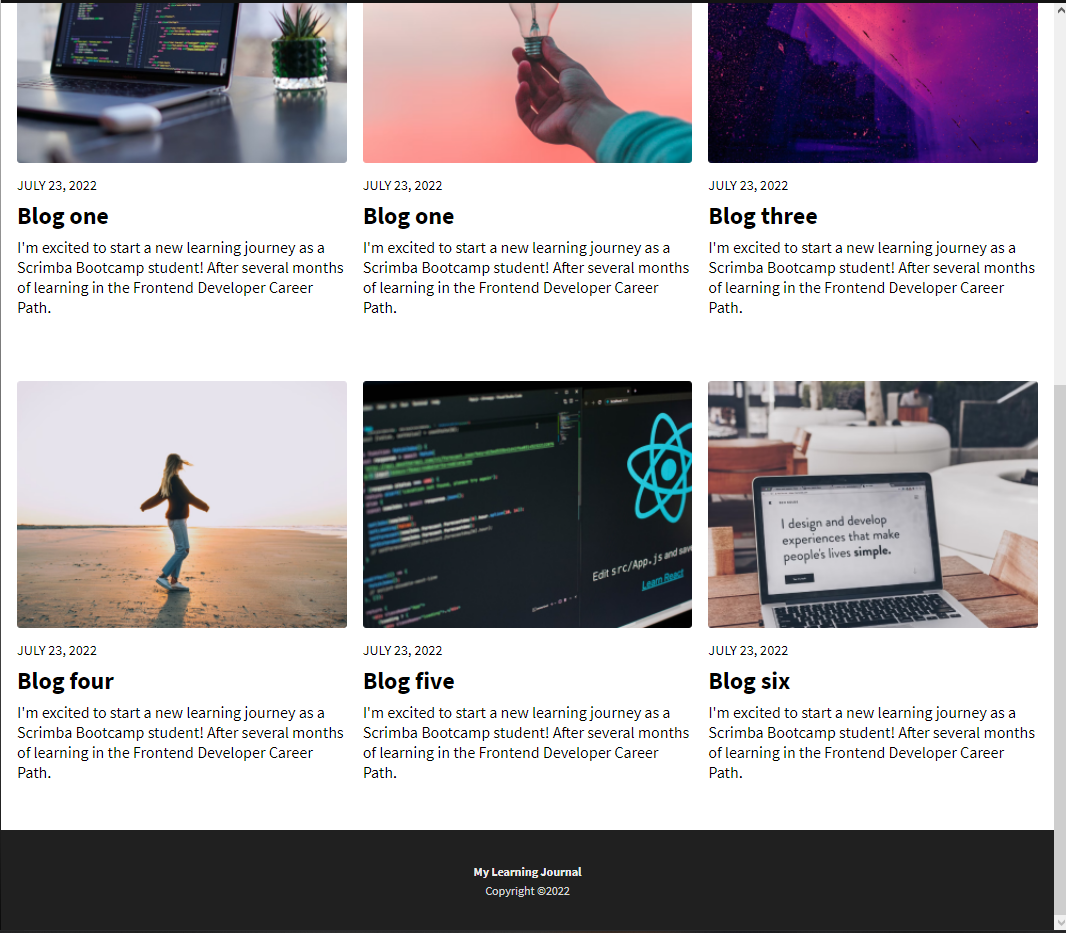 JULY 23, 2022
Blog one
I'm excited to start a new learning journey as a
Scrimba Bootcamp student! After several months
of learning in the Frontend Developer Career
Path.
JULY 23, 2022
Blog one
I'm excited to start a new learning journey as a
Scrimba Bootcamp student! After several months
of learning in the Frontend Developer Career
Path.
JULY 23, 2022
Blog three
I'm excited to start a new learning journey as a
Scrimba Bootcamp student! After several months
of learning in the Frontend Developer Career
Path.
Edit src/App.js and save
Learn React
I design and develop
experiences that make
people's lives simple.
JULY 23, 2022
Blog four
I'm excited to start a new learning journey as a
Scrimba Bootcamp student! After several months
of learning in the Frontend Developer Career
Path.
JULY 23, 2022
Blog five
I'm excited to start a new learning journey as a
Scrimba Bootcamp student! After several months
of learning in the Frontend Developer Career
Path.
JULY 23, 2022
Blog six
I'm excited to start a new learning journey as a
Scrimba Bootcamp student! After several months
of learning in the Frontend Developer Career
Path.
My Learning Journal
Copyright ©2022